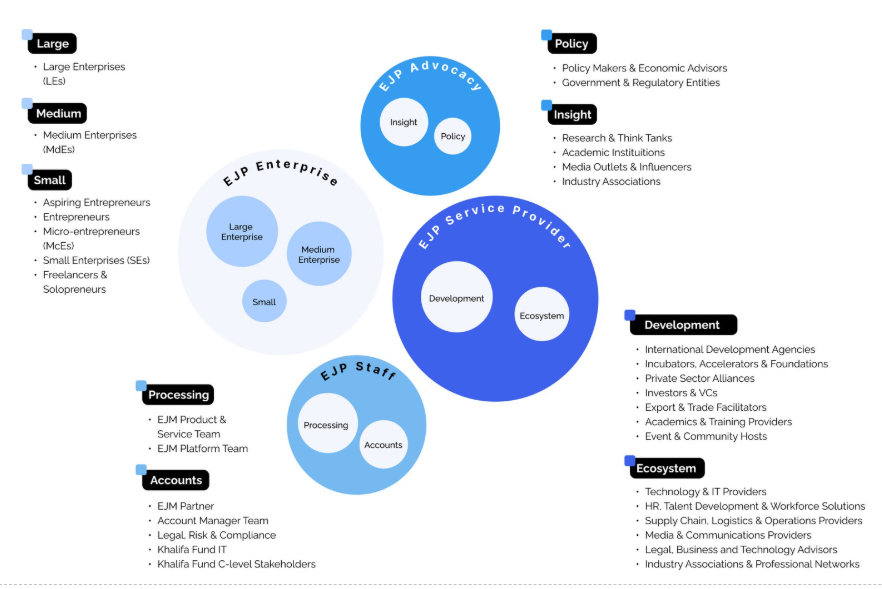 Large
• Large Enterprises
(LEs)
Medium
• Medium Enterprises
(MdEs)
Small
• Aspiring Entrepreneurs
• Entrepreneurs
• Micro-entrepreneurs
(McEs)
• Small Enterprises (SEs)
• Freelancers &
Solopreneurs
EJP Advocacy
Insight
Policy
Policy
• Policy Makers & Economic Advisors
• Government & Regulatory Entities
Insight
• Research & Think Tanks
• Academic Instituitions
• Media Outlets & Influencers
• Industry Associations
EJP Enterprise
Large
Enterprise
Medium
Enterprise
Small
EJP Service Provider
Development
Ecosystem
EJP Staff
Processing
Accounts
Processing
• EJM Product &
Service Team
• EJM Platform Team
Accounts
• EJM Partner
• Account Manager Team
• Legal, Risk & Compliance
• Khalifa Fund IT
• Khalifa Fund C-level Stakeholders
Development
• International Development Agencies
• Incubators, Accelerators & Foundations
• Private Sector Alliances
• Investors & VCs
• Export & Trade Facilitators
• Academics & Training Providers
• Event & Community Hosts
Ecosystem
• Technology & IT Providers
• HR, Talent Development & Workforce Solutions
• Supply Chain, Logistics & Operations Providers
• Media & Communications Providers
• Legal, Business and Technology Advisors
• Industry Associations & Professional Networks